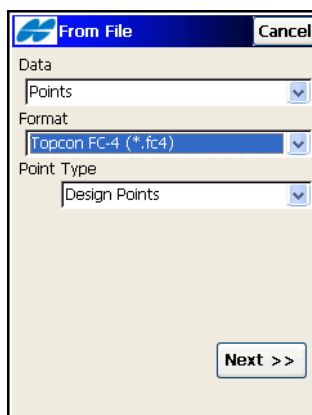 From File Cancel
Data
Points
Format
Topcon FC-4 (*.fc4)
Point Type
Design Points
Next >>